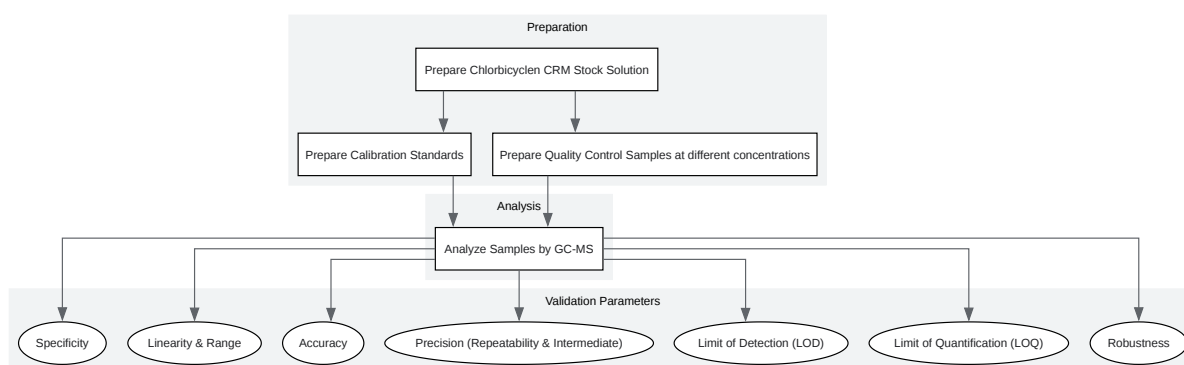 Preparation
Prepare Chlorbicyclen CRM Stock Solution
Prepare Calibration Standards
Prepare Quality Control Samples at different concentrations
Analysis
Analyze Samples by GC-MS
Validation Parameters
Specificity
Linearity & Range
Accuracy
Precision (Repeatability & Intermediate)
Limit of Detection (LOD)
Limit of Quantification (LOQ)
Robustness